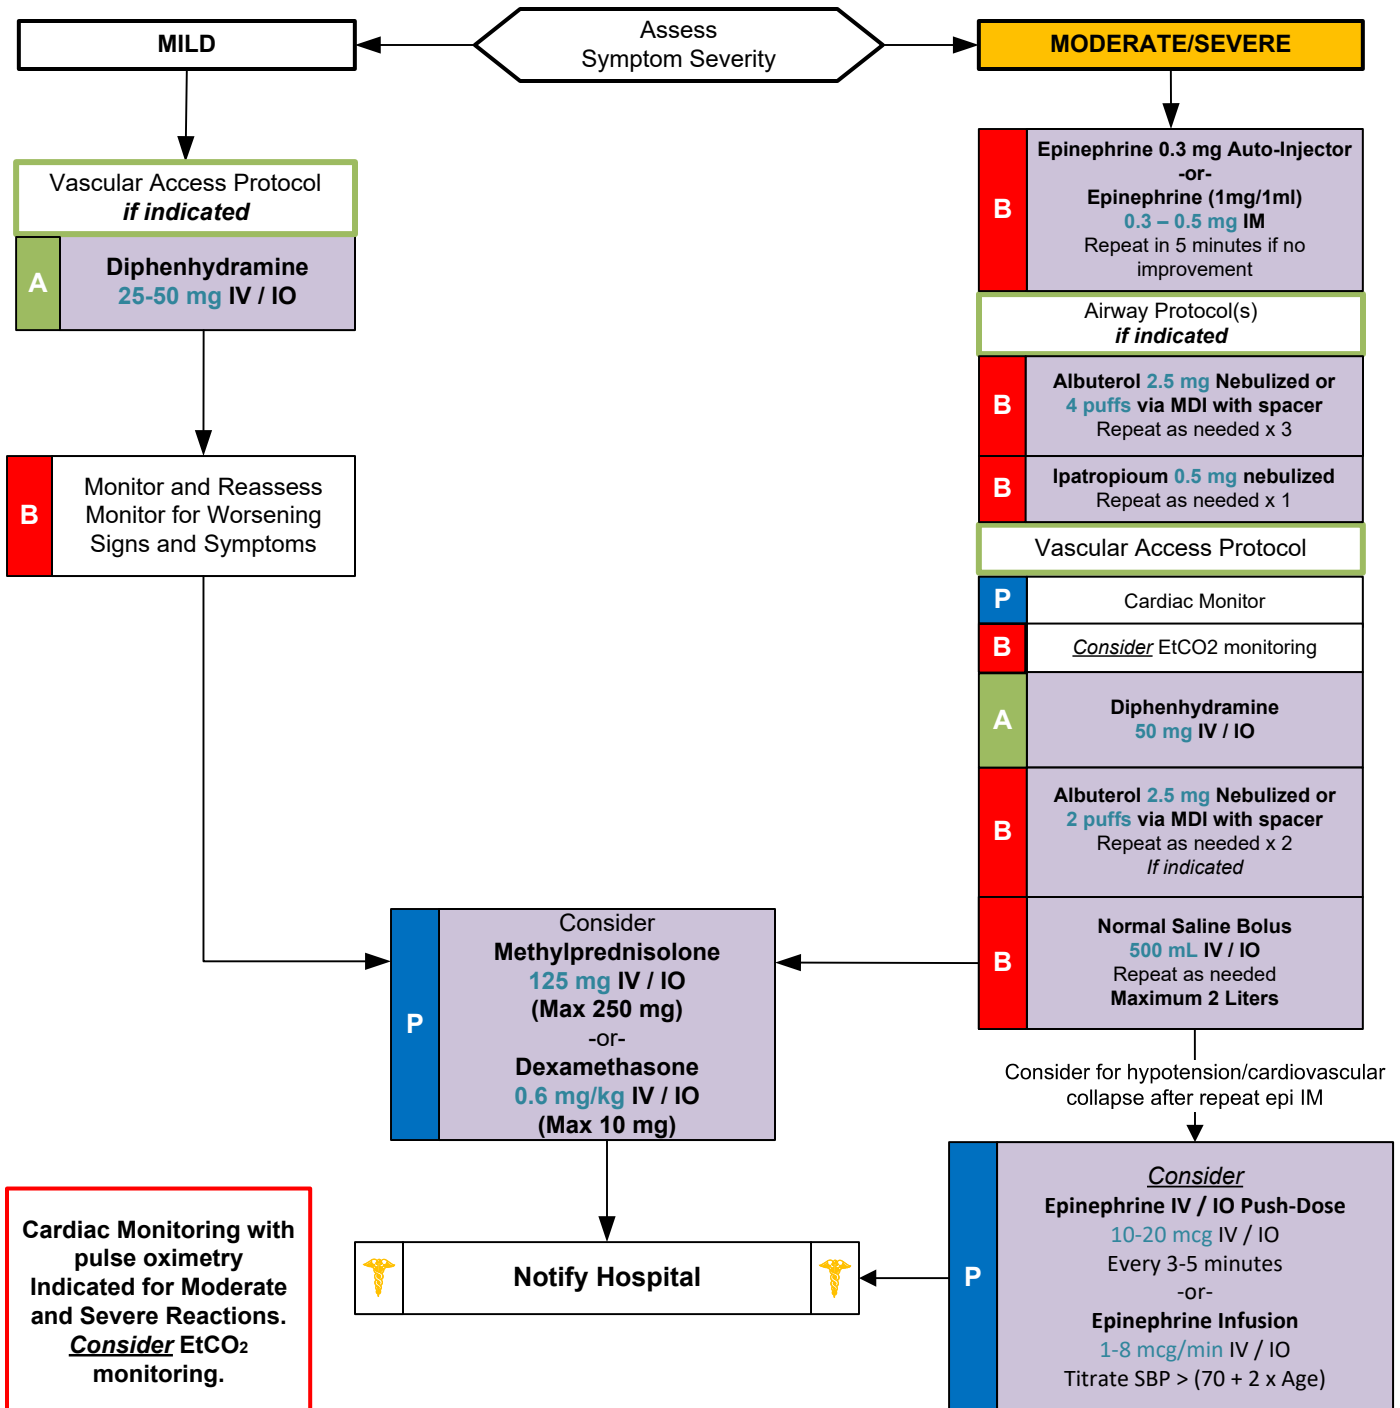 Assess
Symptom Severity
MILD
Vascular Access Protocol
if indicated
A
Diphenhydramine
25-50 mg IV / IO
B
Monitor and Reassess
Monitor for Worsening
Signs and Symptoms
MODERATE/SEVERE
B
Epinephrine 0.3 mg Auto-Injector
-or-
Epinephrine (1mg/1ml)
0.3 – 0.5 mg IM
Repeat in 5 minutes if no
improvement
Airway Protocol(s)
if indicated
B
Albuterol 2.5 mg Nebulized or
4 puffs via MDI with spacer
Repeat as needed x 3
B
Ipatropioum 0.5 mg nebulized
Repeat as needed x 1
Vascular Access Protocol
P
Cardiac Monitor
B
Consider EtCO2 monitoring
A
Diphenhydramine
50 mg IV / IO
B
Albuterol 2.5 mg Nebulized or
2 puffs via MDI with spacer
Repeat as needed x 2
If indicated
B
Normal Saline Bolus
500 mL IV / IO
Repeat as needed
Maximum 2 Liters
P
Consider
Methylprednisolone
125 mg IV / IO
(Max 250 mg)
-or-
Dexamethasone
0.6 mg/kg IV / IO
(Max 10 mg)
Consider for hypotension/cardiovascular
collapse after repeat epi IM
P
Consider
Epinephrine IV / IO Push-Dose
10-20 mcg IV / IO
Every 3-5 minutes
-or-
Epinephrine Infusion
1-8 mcg/min IV / IO
Titrate SBP > (70 + 2 x Age)
Notify Hospital
Cardiac Monitoring with
pulse oximetry
Indicated for Moderate
and Severe Reactions.
Consider EtCO2
monitoring.